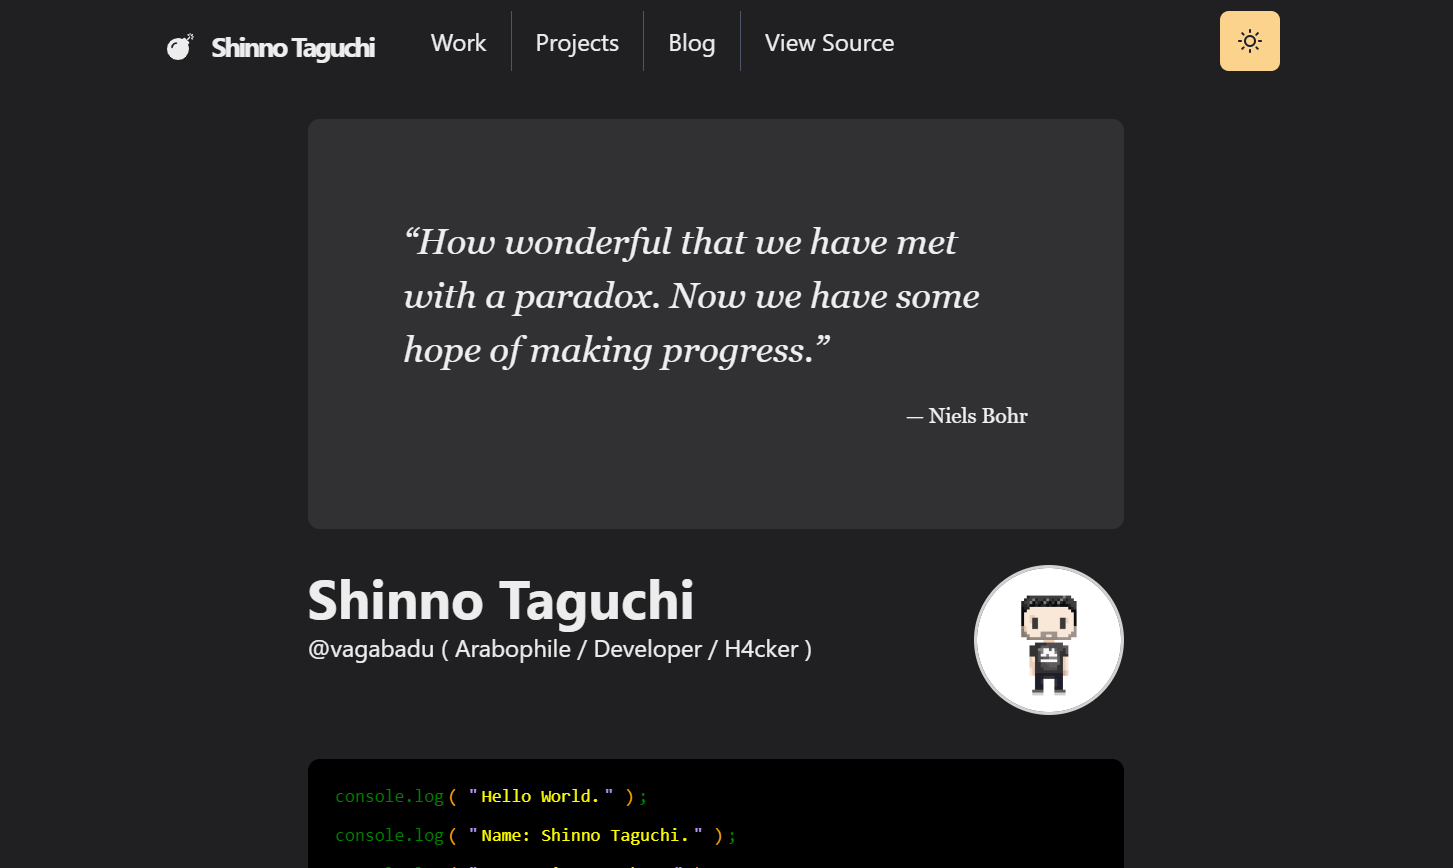 Shinno Taguchi
Work
Projects
Blog
View Source
“How wonderful that we have met
with a paradox. Now we have some
hope of making progress.”
— Niels Bohr
Shinno Taguchi
@vagabadu ( Arabophile / Developer / H4cker )
console.log( "Hello World." );
console.log( "Name: Shinno Taguchi." );